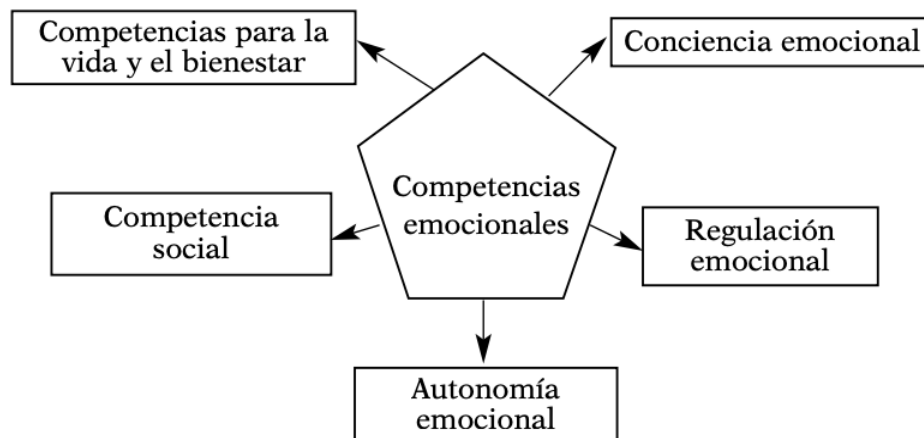 Competencias para la
vida y el bienestar
Conciencia emocional
Competencias
emocionales
Competencia
social
Regulación
emocional
Autonomía
emocional